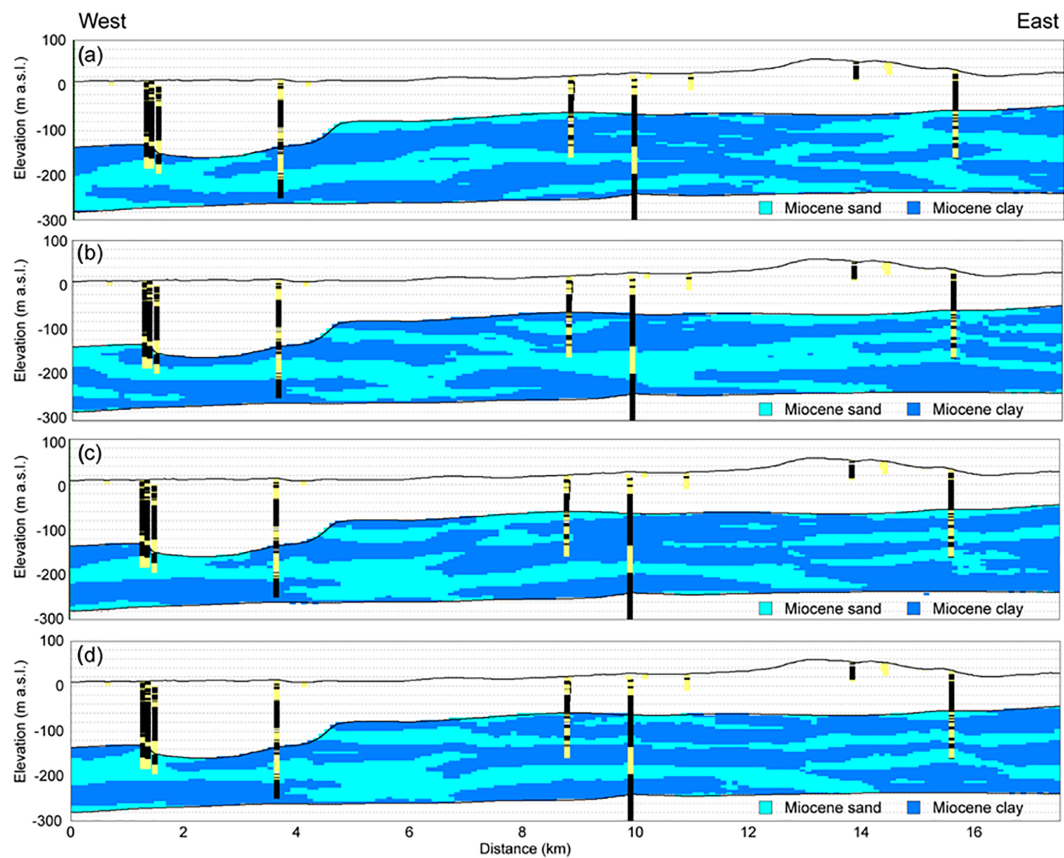 West East
100 (a)
0
-100
-200
-300
Elevation (m a.s.l.)
Miocene sand Miocene clay
100 (b)
0
-100
-200
-300
Elevation (m a.s.l.)
Miocene sand Miocene clay
100 (c)
0
-100
-200
-300
Elevation (m a.s.l.)
Miocene sand Miocene clay
100 (d)
0
-100
-200
-300
Elevation (m a.s.l.)
Miocene sand Miocene clay
0 2 4 6 8 10 12 14 16
Distance (km)